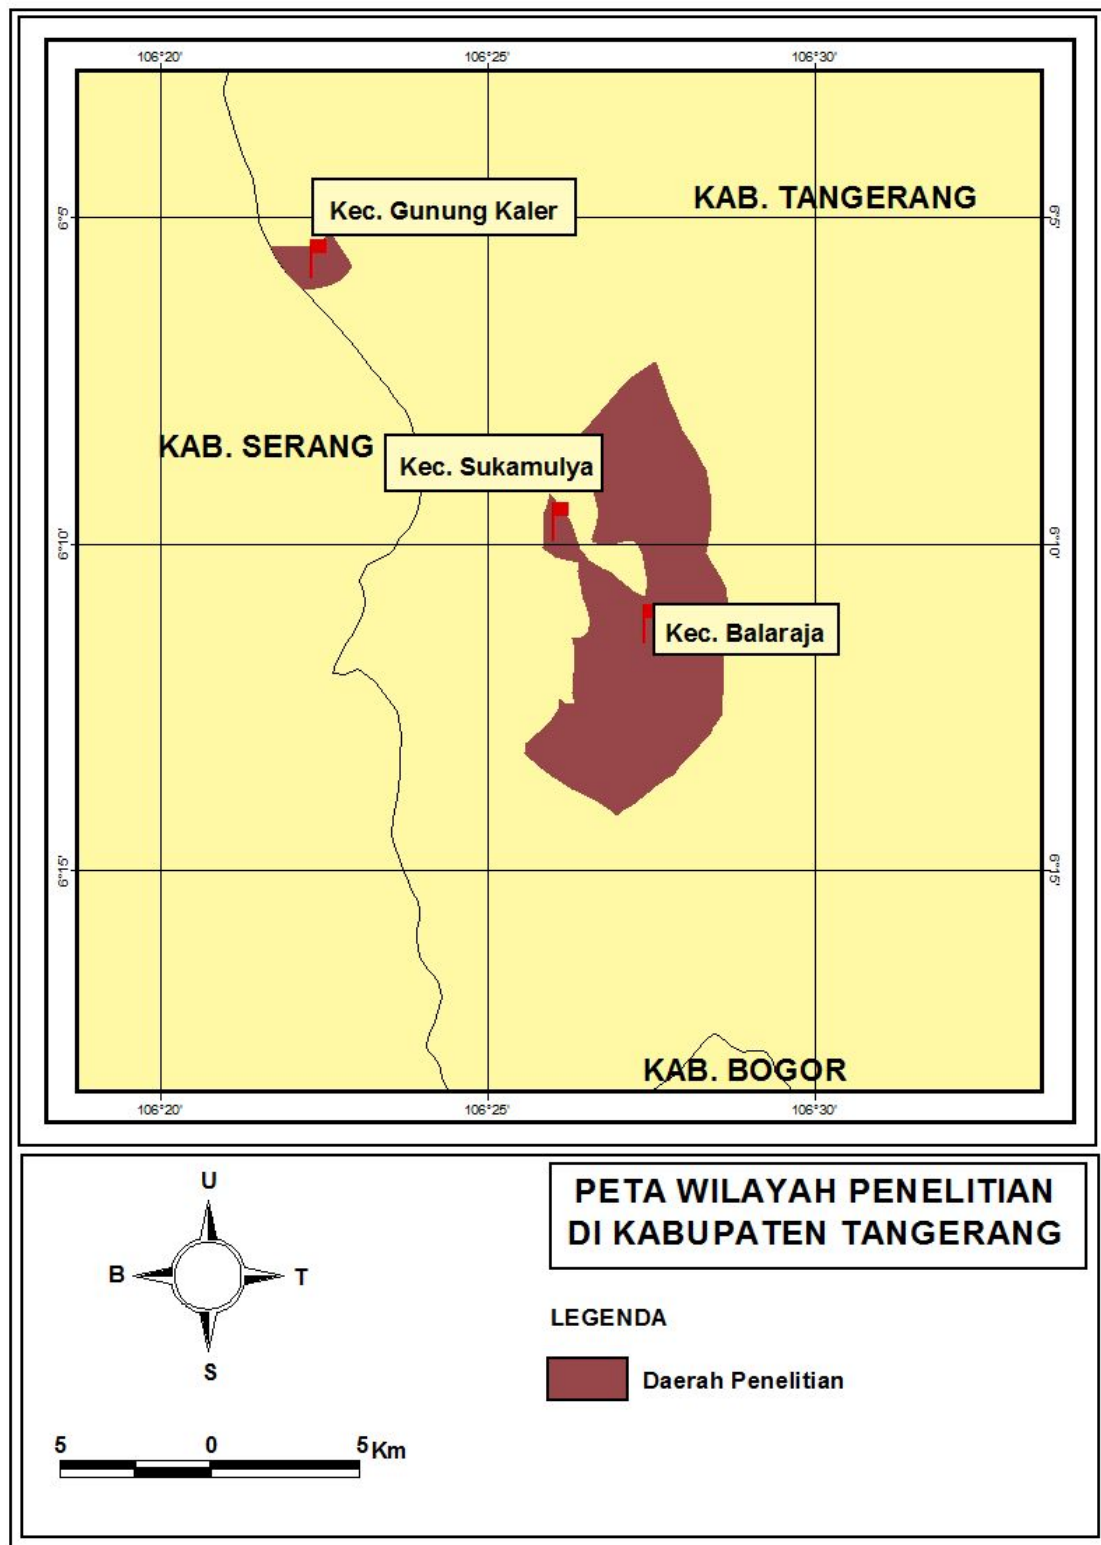 106°20' 106°25' 106°30'
Kec. Gunung Kaler
KAB. TANGERANG
6°5' 6°5'
KAB. SERANG
Kec. Sukamulya
6°10' 6°10'
Kec. Balaraja
6°15' 6°15'
KAB. BOGOR
106°20' 106°25' 106°30'
U
B T
S
PETA WILAYAH PENELITIAN
DI KABUPATEN TANGERANG
LEGENDA
Daerah Penelitian
5 0 5 Km